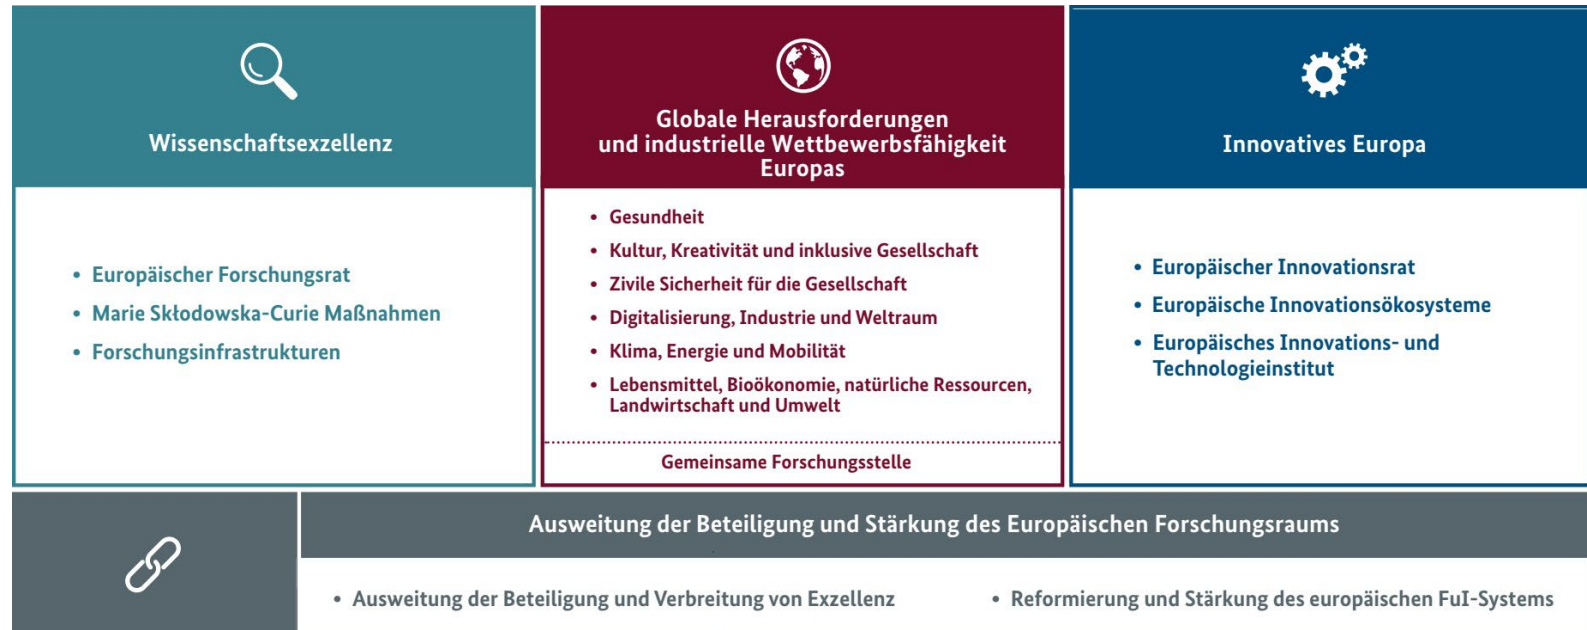 Wissenschaftsexzellenz
• Europäischer Forschungsrat
• Marie Skłodowska-Curie Maßnahmen
• Forschungsinfrastrukturen
Globale Herausforderungen
und industrielle Wettbewerbsfähigkeit
Europas
• Gesundheit
• Kultur, Kreativität und inklusive Gesellschaft
• Zivile Sicherheit für die Gesellschaft
• Digitalisierung, Industrie und Weltraum
• Klima, Energie und Mobilität
• Lebensmittel, Bioökonomie, natürliche Ressourcen,
Landwirtschaft und Umwelt
Gemeinsame Forschungsstelle
Innovatives Europa
• Europäischer Innovationsrat
• Europäische Innovationsökosysteme
• Europäisches Innovations- und
Technologieinstitut
Ausweitung der Beteiligung und Stärkung des Europäischen Forschungsraums
• Ausweitung der Beteiligung und Verbreitung von Exzellenz
• Reformierung und Stärkung des europäischen FuI-Systems